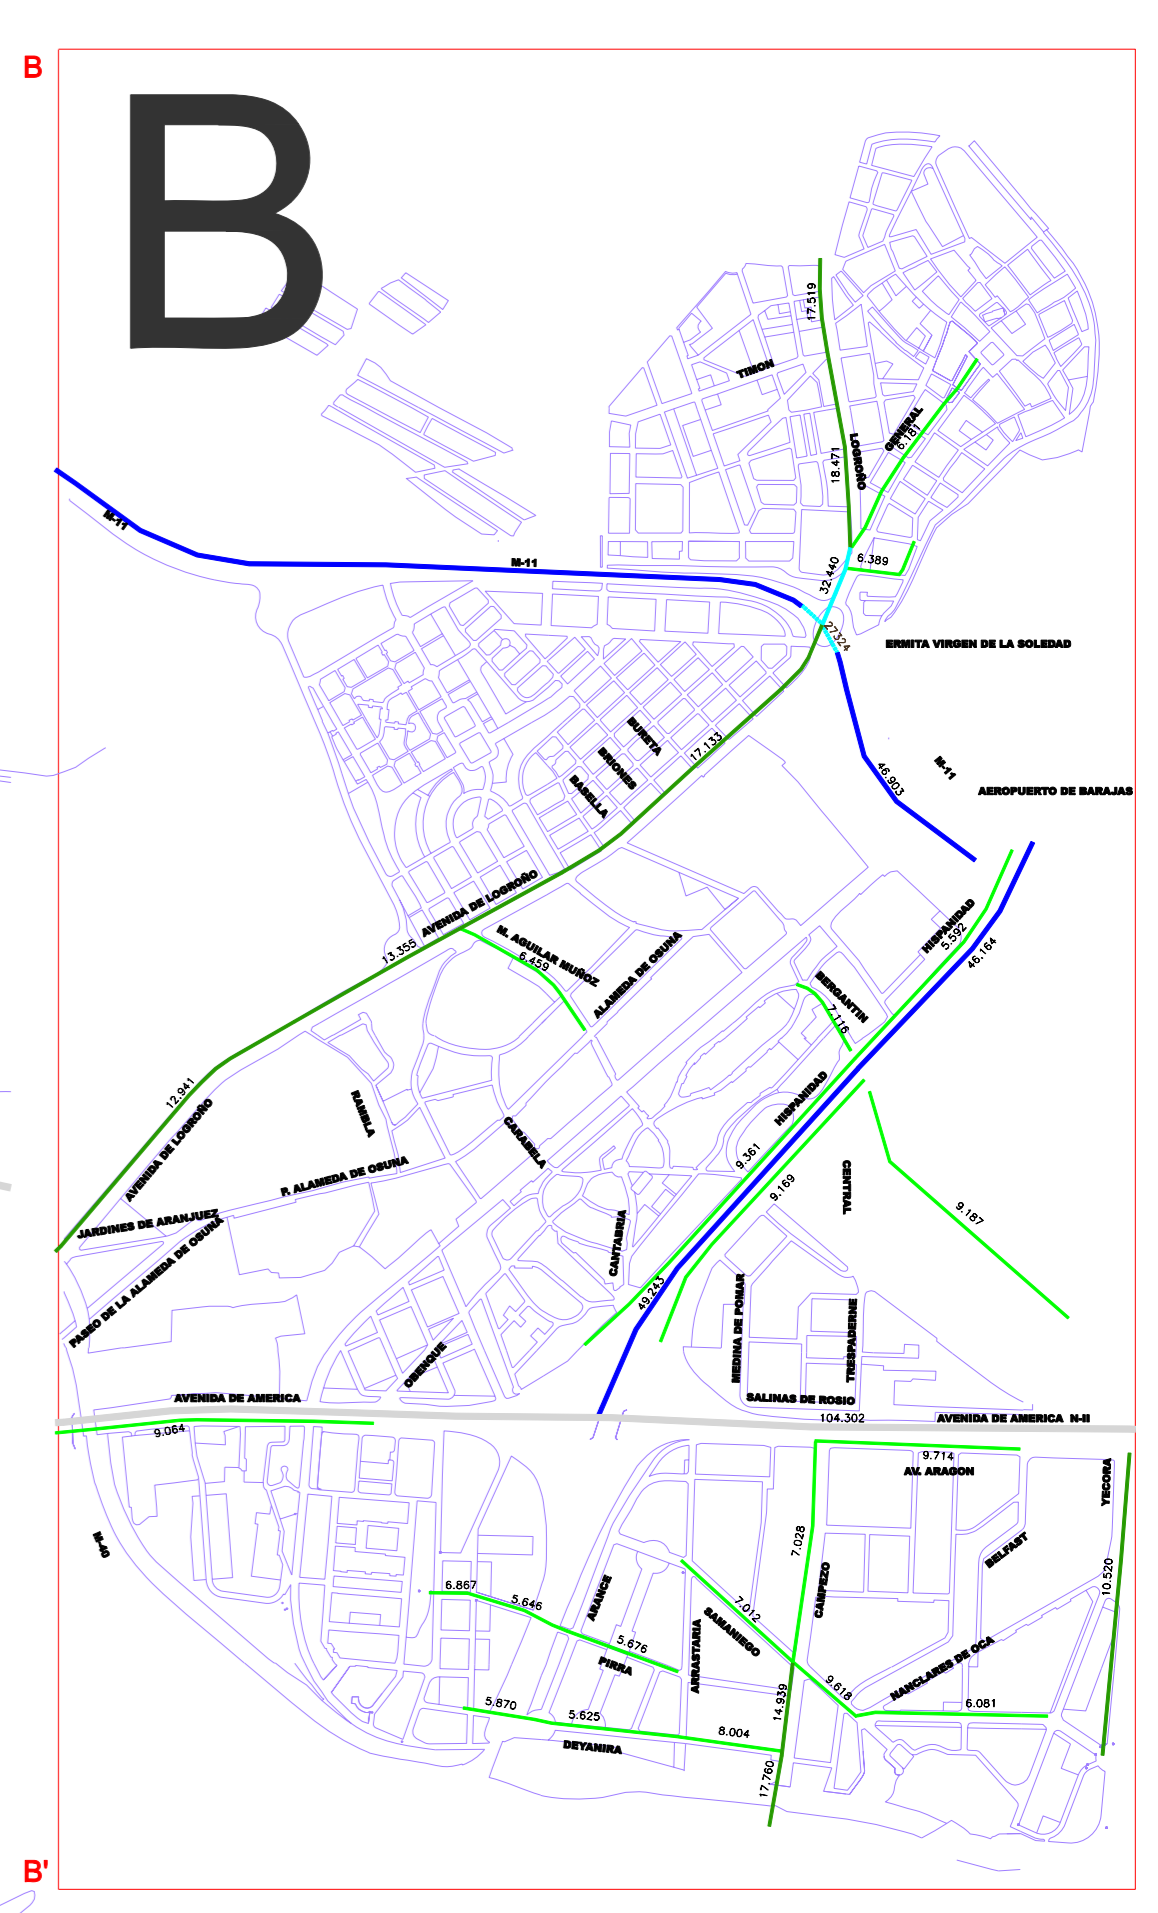 B
B
17.519
TIMON
GENERAL
6.181
LOGROÑO
18.471
M-11
M-11
6.389
32.440
27324
ERMITA VIRGEN DE LA SOLEDAD
BURETA
17.133
BRIONES
BASELLA
46.903
M-11
AEROPUERTO DE BARAJAS
AVENIDA DE LOGROÑO
13.355
M. AGUILAR MUÑOZ
6.459
ALAMEDA DE OSUNA
HISPANIDAD
5.592
46.164
BERGANTIN
7.116
12.941
AVENIDA DE LOGROÑO
RAMBLA
HISPANIDAD
CARABELA
9.361
P. ALAMEDA DE OSUNA
9.169
CENTRAL
9.187
JARDINES DE ARANJUEZ
PASEO DE LA ALAMEDA DE OSUNA
CANTABRIA
49.243
MEDINA DE POMAR
TRESPADERNE
OBENQUE
AVENIDA DE AMERICA
SALINAS DE ROSIO
104.302
AVENIDA DE AMERICA N-II
9.064
9.714
AV. ARAGON
YECORA
M-40
7.028
BELFAST
10.520
6.867
5.646
ARANCE
7.012
CAMPEZO
SAMANIEGO
5.676
PIRRA
ARRASTARIA
NANCLARES DE OCA
9.618
14.939
6.081
5.870
5.625
8.004
DEYANIRA
17.760
B'